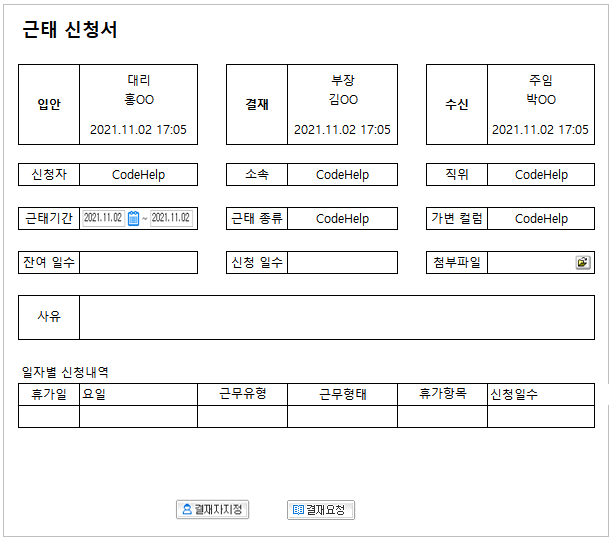 근태 신청서
입안 대리 홍OO 2021.11.02 17:05
결재 부장 김OO 2021.11.02 17:05
수신 주임 박OO 2021.11.02 17:05
신청자 CodeHelp 소속 CodeHelp 직위 CodeHelp
근태기간 2021.11.02 ~ 2021.11.02 근태 종류 CodeHelp 가변 컬럼 CodeHelp
잔여 일수 신청 일수 첨부파일
사유
일자별 신청내역
휴가일 요일 근무유형 근무형태 휴가항목 신청일수
결재자지정 결재요청